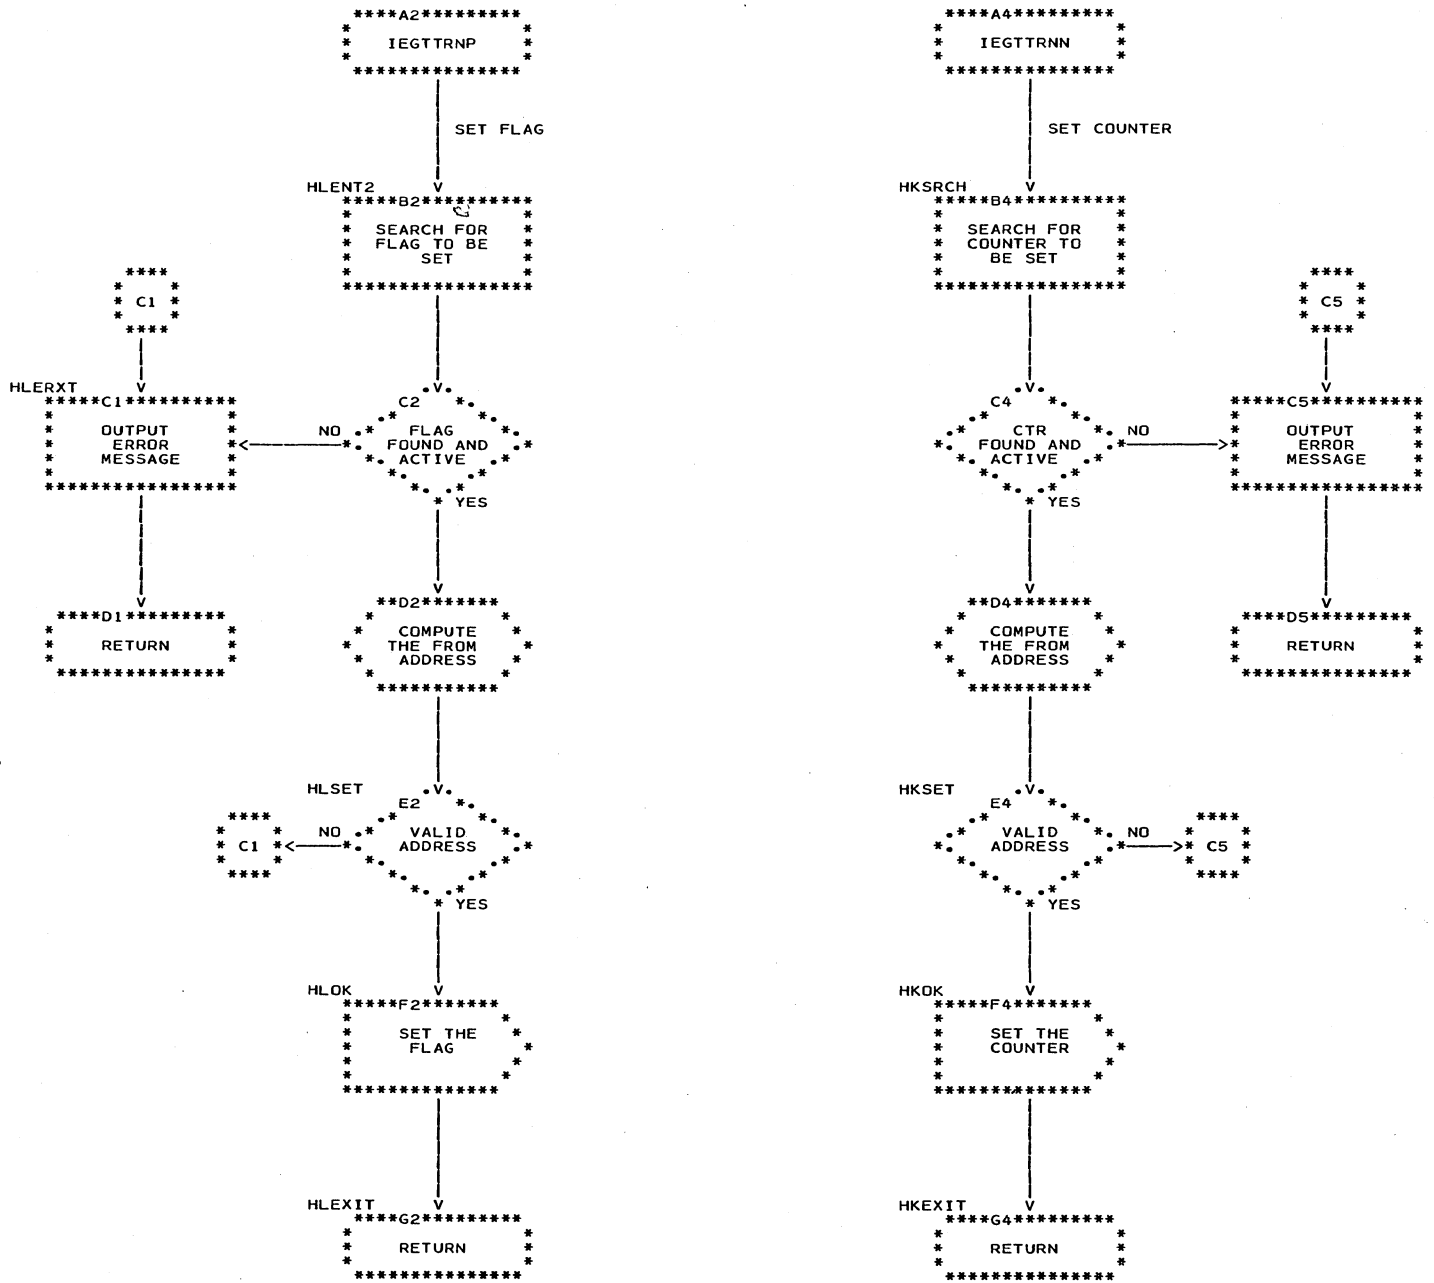 A2
IEGTTRNP
SET FLAG
HLENT2
B2
SEARCH FOR
FLAG TO BE
SET
C1
HLERXT
C1
OUTPUT
ERROR
MESSAGE
NO
C2
FLAG
FOUND AND
ACTIVE
YES
D1
RETURN
D2
COMPUTE
THE FROM
ADDRESS
HLSET
E2
VALID
ADDRESS
NO
C1
YES
HLOK
F2
SET THE
FLAG
HLEXIT
G2
RETURN
A4
IEGTTRNN
SET COUNTER
HKSRCH
B4
SEARCH FOR
COUNTER TO
BE SET
C5
C4
CTR
FOUND AND
ACTIVE
NO
C5
OUTPUT
ERROR
MESSAGE
YES
D4
COMPUTE
THE FROM
ADDRESS
D5
RETURN
HKSET
E4
VALID
ADDRESS
NO
C5
YES
HKOK
F4
SET THE
COUNTER
HKEXIT
G4
RETURN